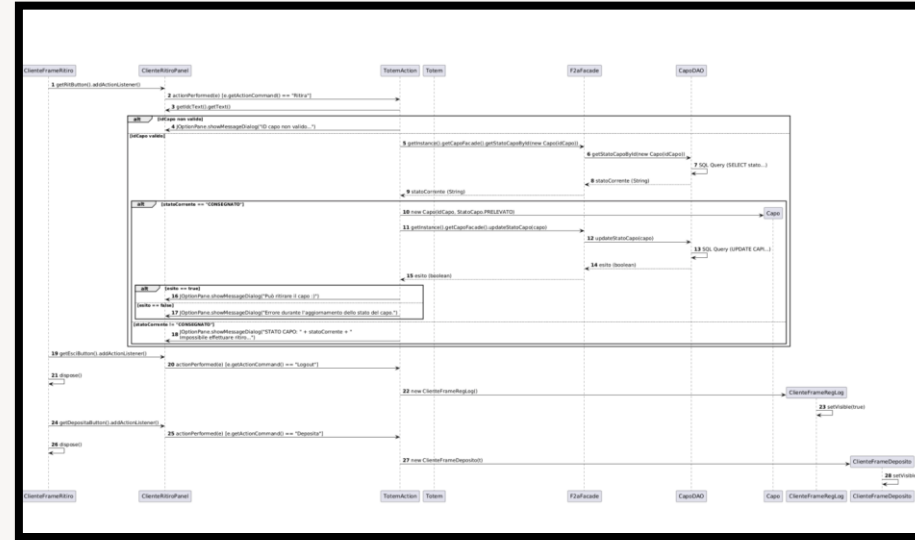 ClienteFrameRitiro ClienteRitiroPanel TotemAction Totem F2aFacade CapoDAO
1 getRitButton().addActionListener()
2 actionPerformed(e) [e.getActionCommand() == "Ritira"]
3 getIdcText().getText()
alt [idCapo non valido]
4 JOptionPane.showMessageDialog("ID capo non valido...")
[idCapo valido]
5 getInstance().getCapoFacade().getStatoCapoById(new Capo(idCapo))
6 getStatoCapoById(new Capo(idCapo))
7 SQL Query (SELECT stato...)
8 statoCorrente (String)
9 statoCorrente (String)
alt [statoCorrente == "CONSEGNATO"]
10 new Capo(idCapo, StatoCapo.PRELEVATO) Capo
11 getInstance().getCapoFacade().updateStatoCapo(capo)
12 updateStatoCapo(capo)
13 SQL Query (UPDATE CAPI...)
14 esito (boolean)
15 esito (boolean)
alt [esito == true]
16 JOptionPane.showMessageDialog("Può ritirare il capo :)")
[esito == false]
17 JOptionPane.showMessageDialog("Errore durante l'aggiornamento dello stato del capo.")
[statoCorrente != "CONSEGNATO"]
18 JOptionPane.showMessageDialog("STATO CAPO: " + statoCorrente + "
impossibile effettuare ritiro...")
19 getEsciButton().addActionListener()
20 actionPerformed(e) [e.getActionCommand() == "Logout"]
21 dispose()
22 new ClienteFrameRegLog() ClienteFrameRegLog
23 setVisible(true)
24 getDepositaButton().addActionListener()
25 actionPerformed(e) [e.getActionCommand() == "Deposita"]
26 dispose()
27 new ClienteFrameDeposito() ClienteFrameDeposito
28 setVisibl
ClienteFrameRitiro ClienteRitiroPanel TotemAction Totem F2aFacade CapoDAO Capo ClienteFrameRegLog ClienteFrameDeposito